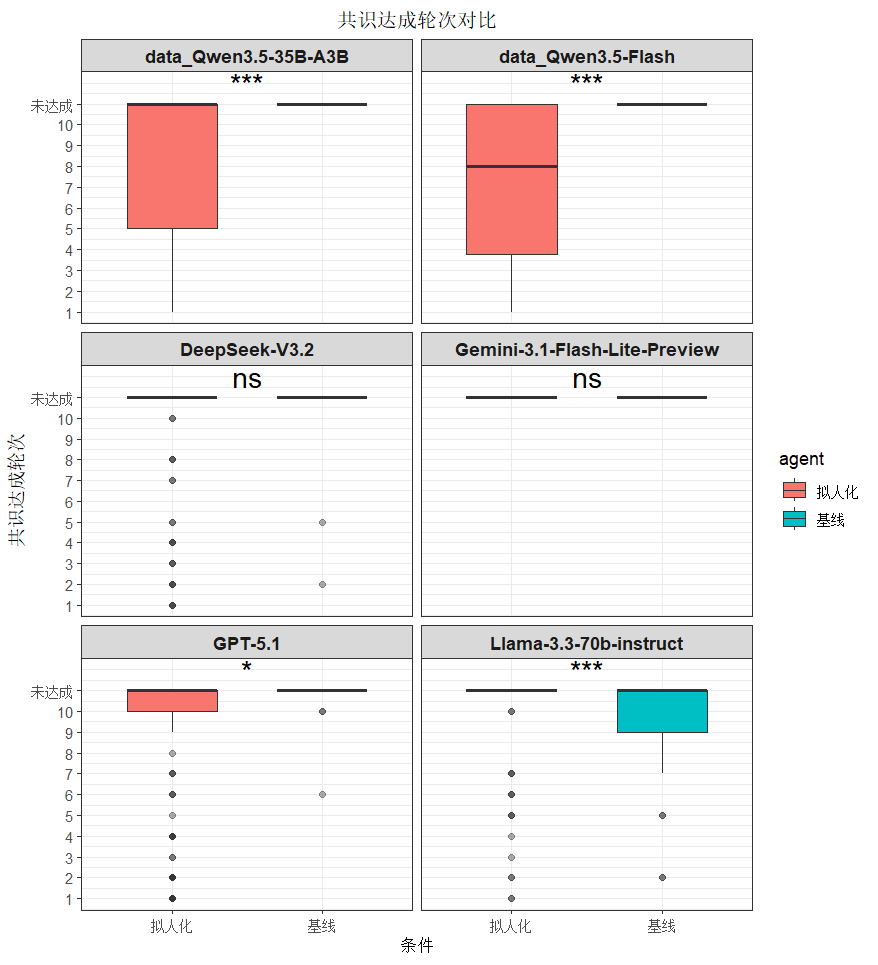 共识达成轮次对比
data_Qwen3.5-35B-A3B
data_Qwen3.5-Flash
***
***
未达成
10
9
8
7
6
5
4
3
2
1
DeepSeek-V3.2
Gemini-3.1-Flash-Lite-Preview
ns
ns
未达成
10
9
8
7
6
5
4
3
2
1
共识达成轮次
agent
拟人化
基线
GPT-5.1
Llama-3.3-70b-instruct
*
***
未达成
10
9
8
7
6
5
4
3
2
1
拟人化
基线
拟人化
基线
条件